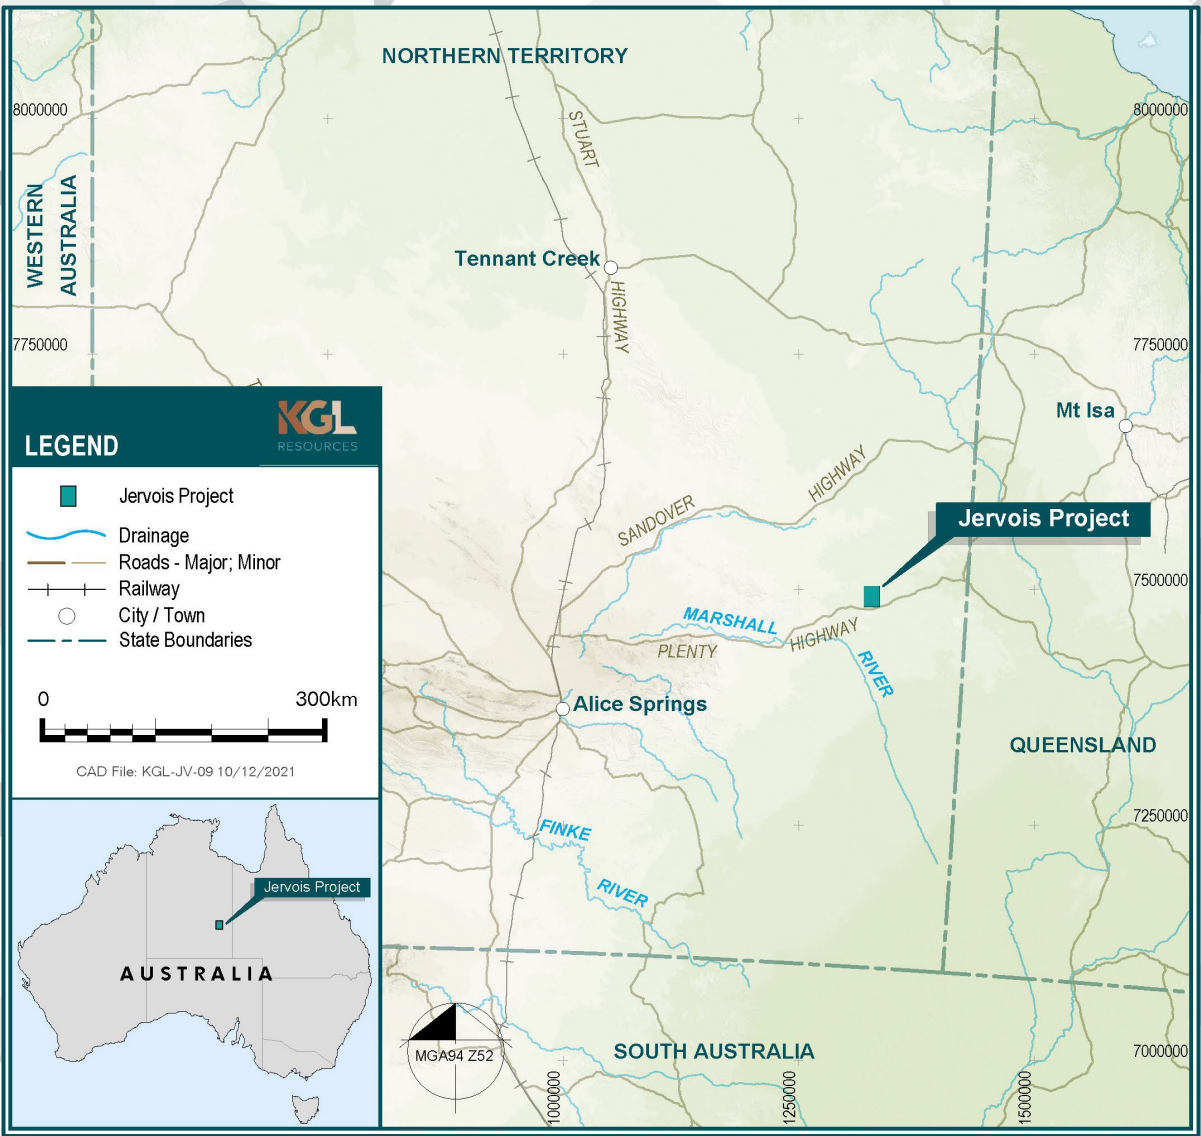 NORTHERN TERRITORY
8000000
8000000
STUART
WESTERN
AUSTRALIA
Tennant Creek
HIGHWAY
7750000
7750000
T
KGL
RESOURCES
LEGEND
Jervois Project
Drainage
Roads - Major; Minor
Railway
City / Town
State Boundaries
0 300km
CAD File: KGL-JV-09 10/12/2021
Mt Isa
SANDOVER
HIGHWAY
Jervois Project
7500000
MARSHALL
RIVER
PLENTY
HIGHWAY
Alice Springs
QUEENSLAND
7250000
FINKE
RIVER
Jervois Project
AUSTRALIA
MGA94 Z52
SOUTH AUSTRALIA
7000000
1000000
1250000
1500000